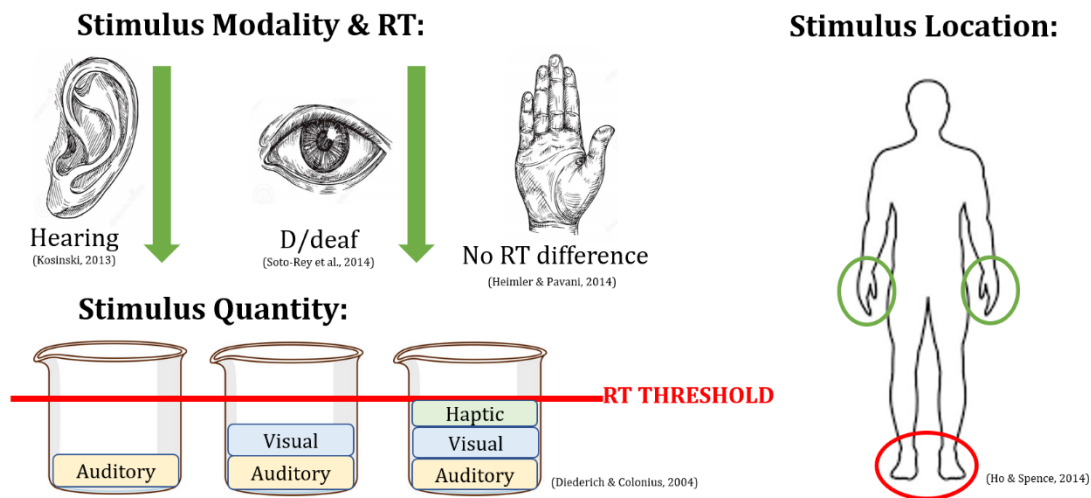 Stimulus Modality & RT:
Hearing
(Kosinski, 2013)
D/deaf
(Soto-Rey et al., 2014)
No RT difference
(Heimler & Pavani, 2014)
Stimulus Quantity:
Auditory
Visual
Auditory
Haptic
Visual
Auditory
RT THRESHOLD
(Diederich & Colonius, 2004)
Stimulus Location:
(Ho & Spence, 2014)